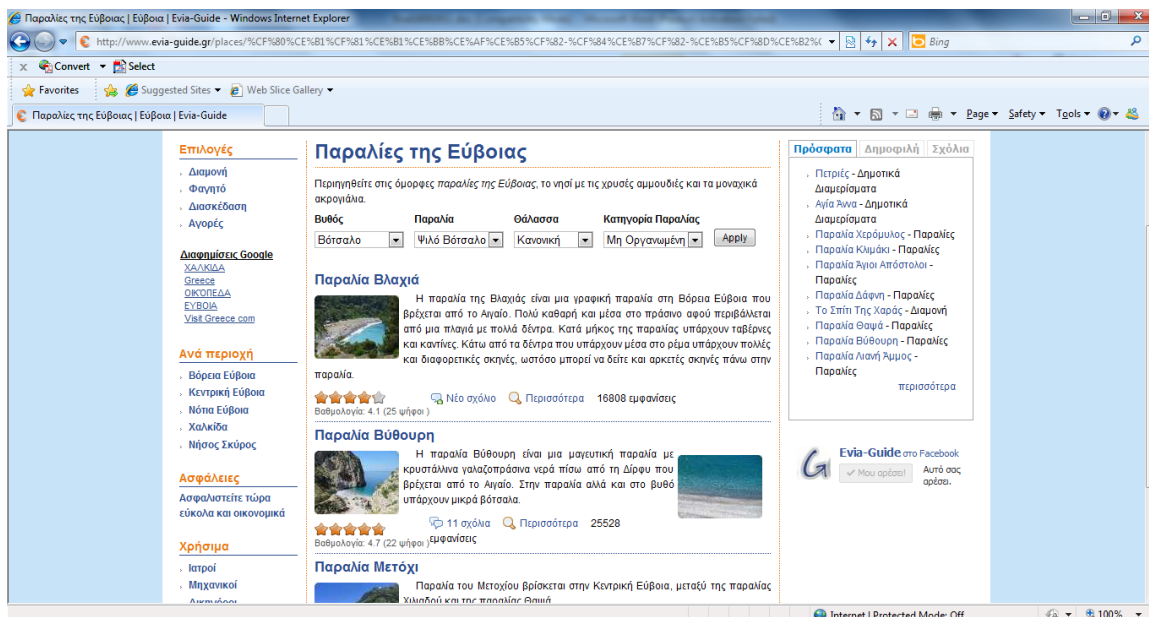 Παραλίες της Εύβοιας | Εύβοια | Evia-Guide - Windows Internet Explorer
http://www.evia-guide.gr/places/%CF%80%CE%B1%CF%81%CE%B1%CE%BB%CE%AF%CE%B5%CF%82-%CF%84%CE%B7%CF%82-%CE%B5%CF%8D%CE%B2%(
Bing
x Convert Select
Favorites Suggested Sites Web Slice Gallery
Παραλίες της Εύβοιας | Εύβοια | Evia-Guide
Page Safety Tools
Επιλογές
Διαμονή
Φαγητό
Διασκέδαση
Αγορές
Διαφημίσεις Google
ΧΑΛΚΙΔΑ
Greece
ΟΙΚΌΠΕΔΑ
ΕΥΒΟΙΑ
Visit Greece com
Ανά περιοχή
Βόρεια Εύβοια
Κεντρική Εύβοια
Νότια Εύβοια
Χαλκίδα
Νήσος Σκύρος
Ασφάλειες
Ασφαλιστείτε τώρα
εύκολα και οικονομικά
Χρήσιμα
Ιατροί
Μηχανικοί
Δικηγόροι
Παραλίες της Εύβοιας
Περιηγηθείτε στις όμορφες παραλίες της Εύβοιας, το νησί με τις χρυσές αμμουδιές και τα μοναχικά
ακρογιάλια.
Βυθός Παραλία Θάλασσα Κατηγορία Παραλίας
Βότσαλο Ψιλό Βότσαλο Κανονική Μη Οργανωμένη Apply
Παραλία Βλαχιά
Η παραλία της Βλαχιάς είναι μια γραφική παραλία στη Βόρεια Εύβοια που
βρέχεται από το Αιγαίο. Πολύ καθαρή και μέσα στο πράσινο αφού περιβάλλεται
από μια πλαγιά με πολλά δέντρα. Κατά μήκος της παραλίας υπάρχουν ταβέρνες
και καντίνες. Κάτω από τα δέντρα που υπάρχουν μέσα στο ρέμα υπάρχουν πολλές
και διαφορετικές σκηνές, ωστόσο μπορεί να δείτε και αρκετές σκηνές πάνω στην
παραλία.
Νέο σχόλιο Περισσότερα 16808 εμφανίσεις
Βαθμολογία: 4.1 (25 ψήφοι )
Παραλία Βύθουρη
Η παραλία Βύθουρη είναι μια μαγευτική παραλία με
κρυστάλλινα γαλαζοπράσινα νερά πίσω από τη Δίρφυ που
βρέχεται από το Αιγαίο. Στην παραλία αλλά και στο βυθό
υπάρχουν μικρά βότσαλα.
11 σχόλια Περισσότερα 25528
εμφανίσεις
Βαθμολογία: 4.7 (22 ψήφοι )
Παραλία Μετόχι
Παραλία του Μετοχίου βρίσκεται στην Κεντρική Εύβοια, μεταξύ της παραλίας
Χιλιαδού και της παραλίας Θαψά
Πρόσφατα Δημοφιλή Σχόλια
Πετριές - Δημοτικά
Διαμερίσματα
Αγία Άννα - Δημοτικά
Διαμερίσματα
Παραλία Χερόμυλος - Παραλίες
Παραλία Κλιμάκι - Παραλίες
Παραλία Άγιοι Απόστολοι -
Παραλίες
Παραλία Δάφνη - Παραλίες
Το Σπίτι Της Χαράς - Διαμονή
Παραλία Θαψά - Παραλίες
Παραλία Βύθουρη - Παραλίες
Παραλία Λιανή Άμμος -
Παραλίες
περισσότερα
Evia-Guide στο Facebook
Μου αρέσει! Αυτό σας
αρέσει.
Internet | Protected Mode: Off 100%